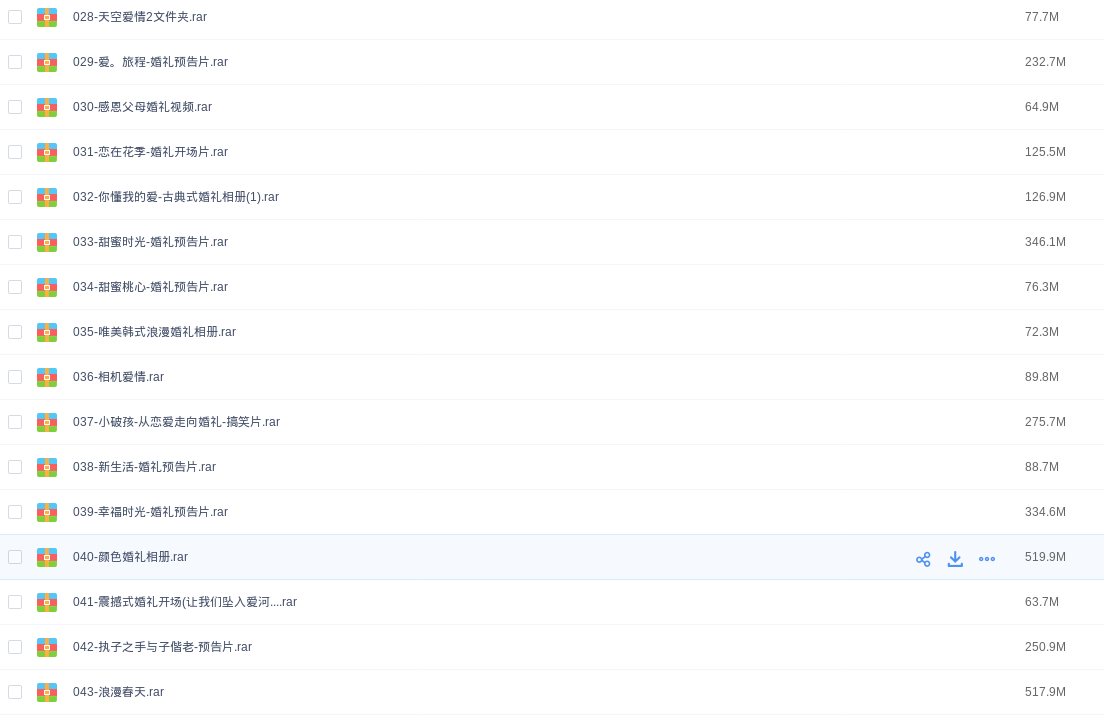 028-天空爱情2文件夹.rar 77.7M
029-爱。旅程-婚礼预告片.rar 232.7M
030-感恩父母婚礼视频.rar 64.9M
031-恋在花季-婚礼开场片.rar 125.5M
032-你懂我的爱-古典式婚礼相册(1).rar 126.9M
033-甜蜜时光-婚礼预告片.rar 346.1M
034-甜蜜桃心-婚礼预告片.rar 76.3M
035-唯美韩式浪漫婚礼相册.rar 72.3M
036-相机爱情.rar 89.8M
037-小破孩-从恋爱走向婚礼-搞笑片.rar 275.7M
038-新生活-婚礼预告片.rar 88.7M
039-幸福时光-婚礼预告片.rar 334.6M
040-颜色婚礼相册.rar 519.9M
041-震撼式婚礼开场(让我们坠入爱河....rar 63.7M
042-执子之手与子偕老-预告片.rar 250.9M
043-浪漫春天.rar 517.9M